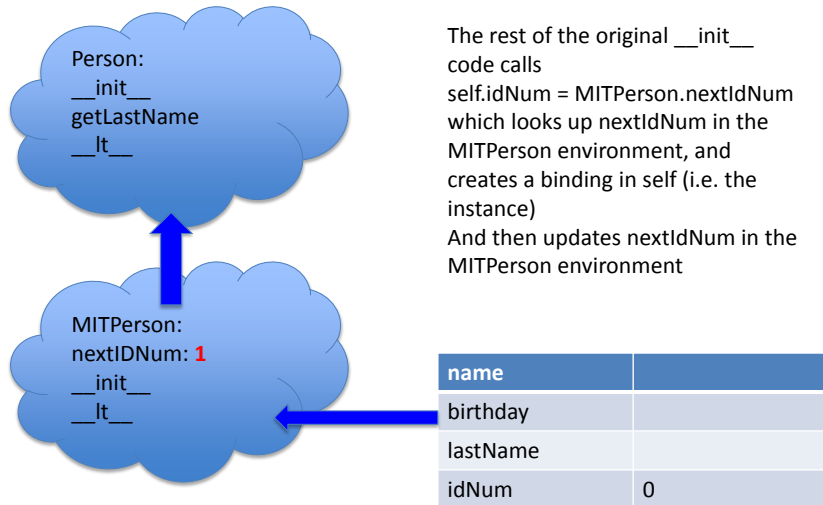 Person:
__init__
getLastName
__lt__
The rest of the original __init__
code calls
self.idNum = MITPerson.nextIdNum
which looks up nextIdNum in the
MITPerson environment, and
creates a binding in self (i.e. the
instance)
And then updates nextIdNum in the
MITPerson environment
MITPerson:
nextIDNum: 1
__init__
__lt__
name
birthday
lastName
idNum 0